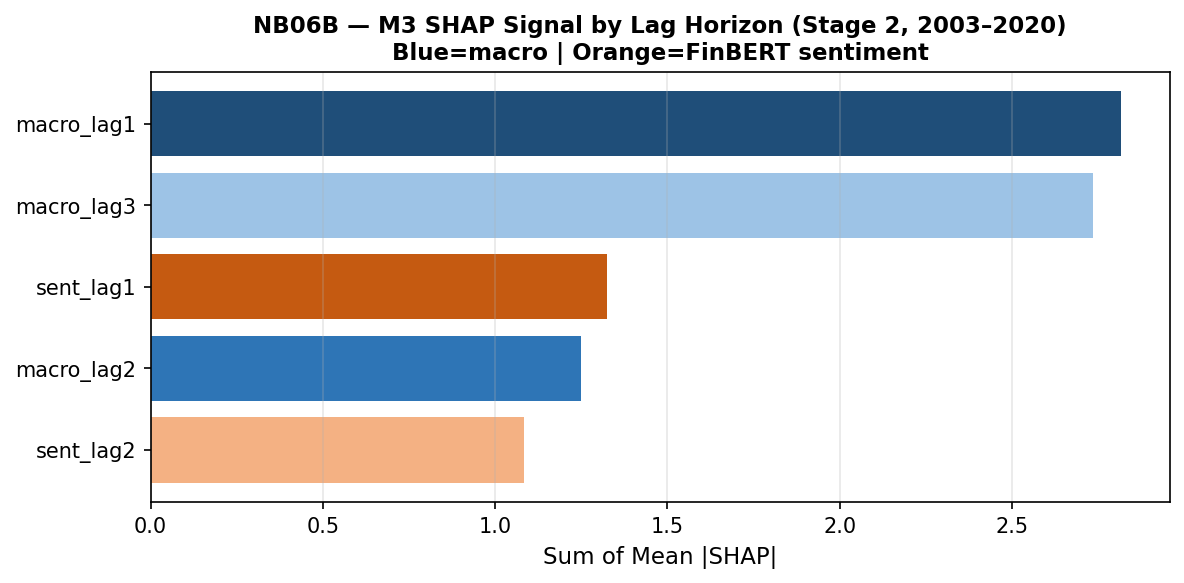 NB06B — M3 SHAP Signal by Lag Horizon (Stage 2, 2003–2020)
Blue=macro | Orange=FinBERT sentiment
macro_lag1
macro_lag3
sent_lag1
macro_lag2
sent_lag2
0.0 0.5 1.0 1.5 2.0 2.5
Sum of Mean |SHAP|